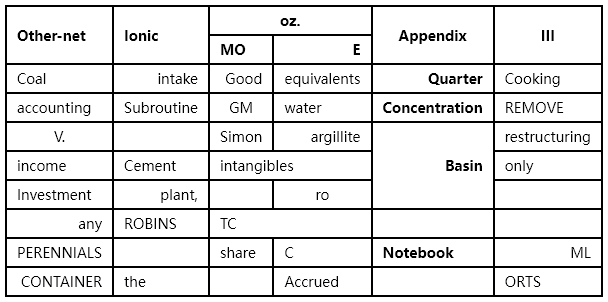 Other-net Ionic oz. Appendix III
MO E
Coal intake Good equivalents Quarter Cooking
accounting Subroutine GM water Concentration REMOVE
V. Simon argillite restructuring
income Cement intangibles Basin only
Investment plant, ro
any ROBINS TC
PERENNIALS share C Notebook ML
CONTAINER the Accrued ORTS